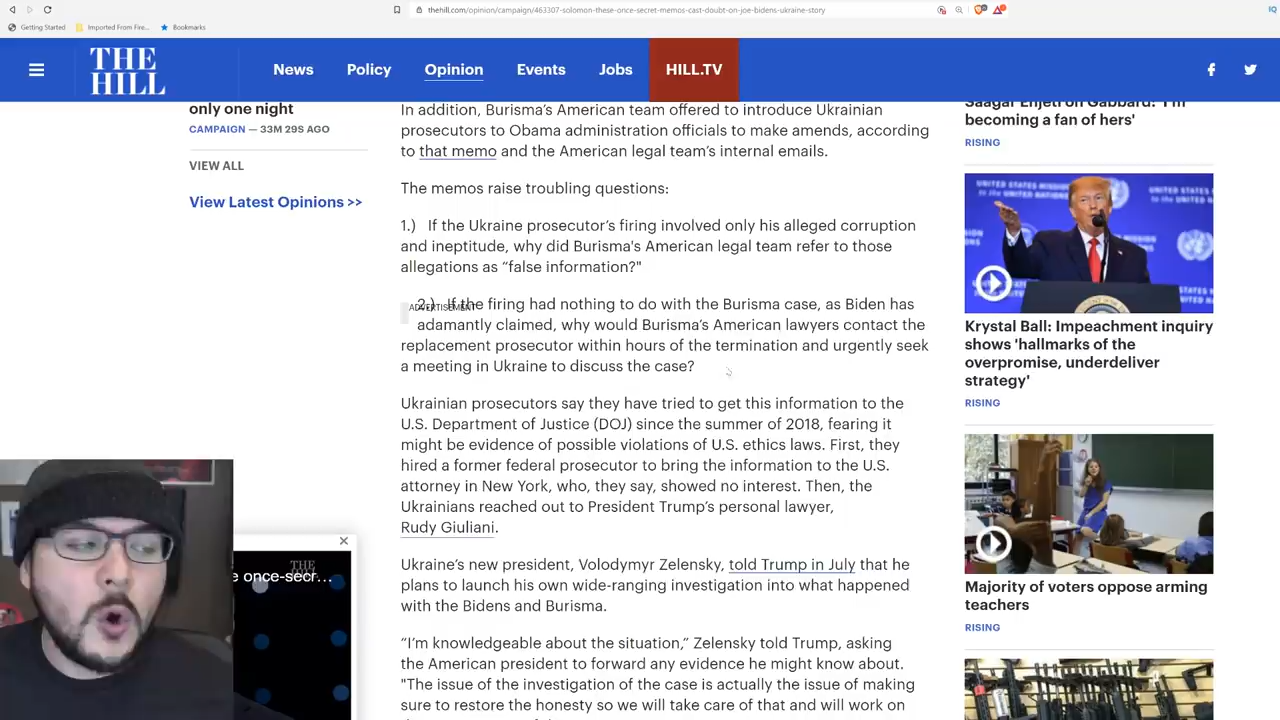 thehill.com/opinion/campaign/463307-solomon-these-once-secret-memos-cast-doubt-on-joe-bidens-ukraine-story
IQ
Getting Started
Imported From Fire...
Bookmarks
THE
HILL
News
Policy
Opinion
Events
Jobs
HILL.TV
only one night
CAMPAIGN — 33M 29S AGO
VIEW ALL
View Latest Opinions >>
In addition, Burisma's American team offered to introduce Ukrainian
prosecutors to Obama administration officials to make amends, according
to that memo and the American legal team's internal emails.
The memos raise troubling questions:
1.) If the Ukraine prosecutor's firing involved only his alleged corruption
and ineptitude, why did Burisma's American legal team refer to those
allegations as “false information?"
ADVERTISEMENT
2.) If the firing had nothing to do with the Burisma case, as Biden has
adamantly claimed, why would Burisma's American lawyers contact the
replacement prosecutor within hours of the termination and urgently seek
a meeting in Ukraine to discuss the case?
Ukrainian prosecutors say they have tried to get this information to the
U.S. Department of Justice (DOJ) since the summer of 2018, fearing it
might be evidence of possible violations of U.S. ethics laws. First, they
hired a former federal prosecutor to bring the information to the U.S.
attorney in New York, who, they say, showed no interest. Then, the
Ukrainians reached out to President Trump's personal lawyer,
Rudy Giuliani.
Ukraine's new president, Volodymyr Zelensky, told Trump in July that he
plans to launch his own wide-ranging investigation into what happened
with the Bidens and Burisma.
“I'm knowledgeable about the situation,” Zelensky told Trump, asking
the American president to forward any evidence he might know about.
"The issue of the investigation of the case is actually the issue of making
sure to restore the honesty so we will take care of that and will work on
Saagar Enjeti on Gabbard: 'I'm
becoming a fan of hers'
RISING
Krystal Ball: Impeachment inquiry
shows 'hallmarks of the
overpromise, underdeliver
strategy'
RISING
Majority of voters oppose arming
teachers
RISING
THE
HILL
e once-secr...